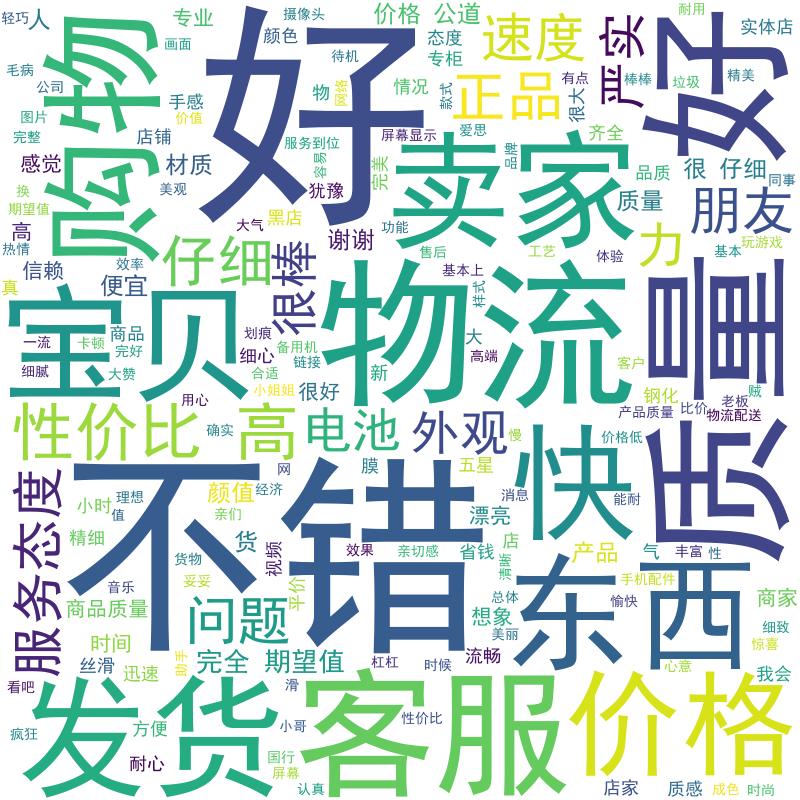 轻巧
人
专业
摄像头
价格 公道
耐用
画面
颜色
待机
态度
专柜
速度
严实
实体店
好
好
购物
毛病
公司
手感
价值
物
网络
情况
正品
款式
有点
很大
棒棒
垃圾
精美
图片
完整
店铺
服务到位
容易
屏幕显示
完美
爱思
品牌
齐全
感觉
材质
美观
犹豫
卖家
品质
很 仔细
同事
换
期望值
高
大气
黑店
功能
工艺
质量
朋友
热情
信赖
效率
仔细
谢谢
很棒
售后
体验
力
基本
玩游戏
真
便宜
基本上
样式
宝贝
物流
质量
一流
卡顿
商品
完好
划痕
细心
备用机
链接
大
高端
客户
细腻
大赞
合适
小姐姐
新
很好
钢化
贼
老板
用心
产品质量
比价
物流配送
性价比
确实
高
电池
外观
慢
快
价格低
不错
网
膜
五星
消息
能耐
服务态度
小时
理想
值
颜值
经济
亲们
漂亮
精细
货
视频
效果
亲切感
省钱
店
清晰
产品
气
丰富
性
货物
妥妥
音乐
平价
手机配件
东西
商品质量
问题
总体
想象
美丽
愉快
商家
细致
惊喜
时间
丝滑
迅速
助手
完全
期望值
杠杠
时候
流畅
心意
我会
看吧
发货
滑
客服
价格
疯狂
方便
小哥
性价比
耐心
国行
屏幕
认真
店家
质感
成色
时尚